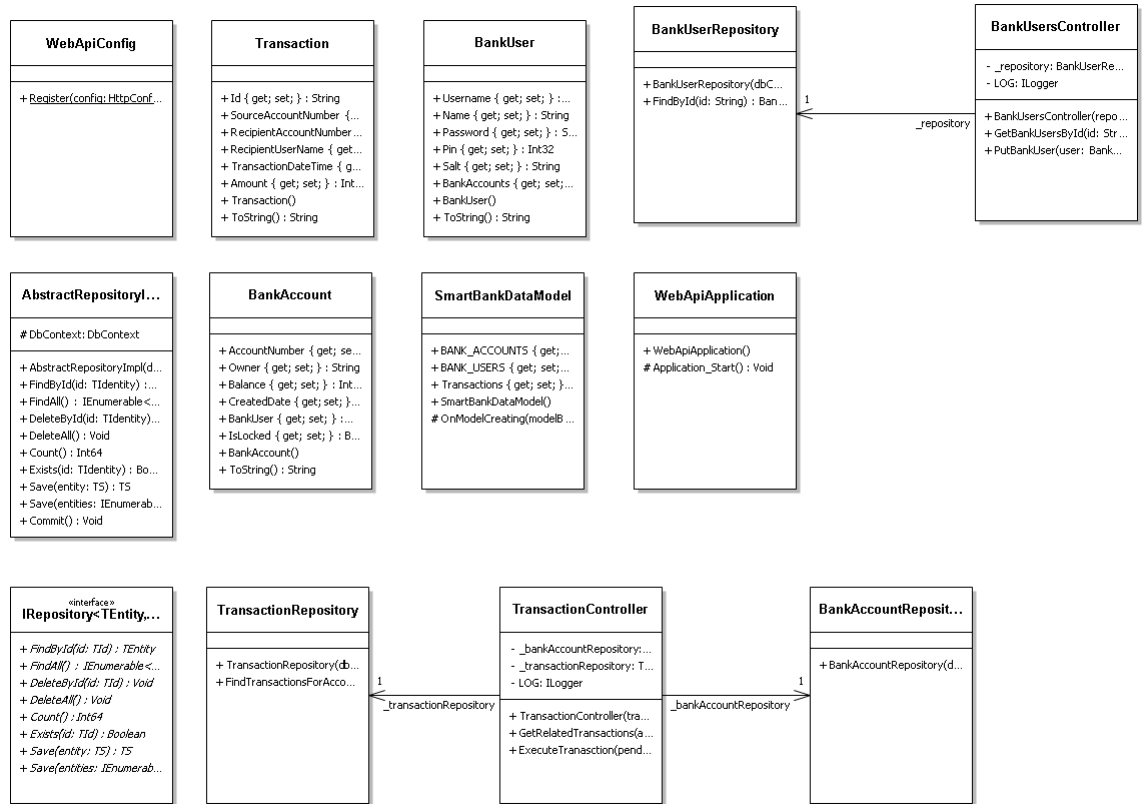 WebApiConfig
+ Register(config: HttpConf...
Transaction
+ Id { get; set; } : String
+ SourceAccountNumber {...
+ RecipientAccountNumber...
+ RecipientUserName { get...
+ TransactionDateTime { g...
+ Amount { get; set; } : Int...
+ Transaction()
+ ToString() : String
BankUser
+ Username { get; set; } :...
+ Name { get; set; } : String
+ Password { get; set; } : S...
+ Pin { get; set; } : Int32
+ Salt { get; set; } : String
+ BankAccounts { get; set;...
+ BankUser()
+ ToString() : String
BankUserRepository
+ BankUserRepository(dbC...
+ FindById(id: String) : Ban...
1
_repository
BankUsersController
- _repository: BankUserRe...
- LOG: ILogger
+ BankUsersController(repo...
+ GetBankUsersById(id: Str...
+ PutBankUser(user: Bank...
AbstractRepositoryI...
# DbContext: DbContext
+ AbstractRepositoryImpl(d...
+ FindById(id: TIdentity) :...
+ FindAll() : IEnumerable<...
+ DeleteById(id: TIdentity)...
+ DeleteAll() : Void
+ Count() : Int64
+ Exists(id: TIdentity) : Bo...
+ Save(entity: TS) : TS
+ Save(entities: IEnumerab...
+ Commit() : Void
BankAccount
+ AccountNumber { get; se...
+ Owner { get; set; } : String
+ Balance { get; set; } : Int...
+ CreatedDate { get; set; }...
+ BankUser { get; set; } :...
+ IsLocked { get; set; } : B...
+ BankAccount()
+ ToString() : String
SmartBankDataModel
+ BANK_ACCOUNTS { get;...
+ BANK_USERS { get; set;...
+ Transactions { get; set; }...
+ SmartBankDataModel()
# OnModelCreating(modelB...
WebApiApplication
+ WebApiApplication()
# Application_Start() : Void
«interface»
IRepository<TEntity,...
+ FindById(id: TId) : TEntity
+ FindAll() : IEnumerable<...
+ DeleteById(id: TId) : Void
+ DeleteAll() : Void
+ Count() : Int64
+ Exists(id: TId) : Boolean
+ Save(entity: TS) : TS
+ Save(entities: IEnumerab...
TransactionRepository
+ TransactionRepository(db...
+ FindTransactionsForAcco...
1
_transactionRepository
TransactionController
- _bankAccountRepository:...
- _transactionRepository: T...
- LOG: ILogger
+ TransactionController(tra...
+ GetRelatedTransactions(a...
+ ExecuteTranasction(pend...
1
_bankAccountRepository
BankAccountReposit...
+ BankAccountRepository(d...